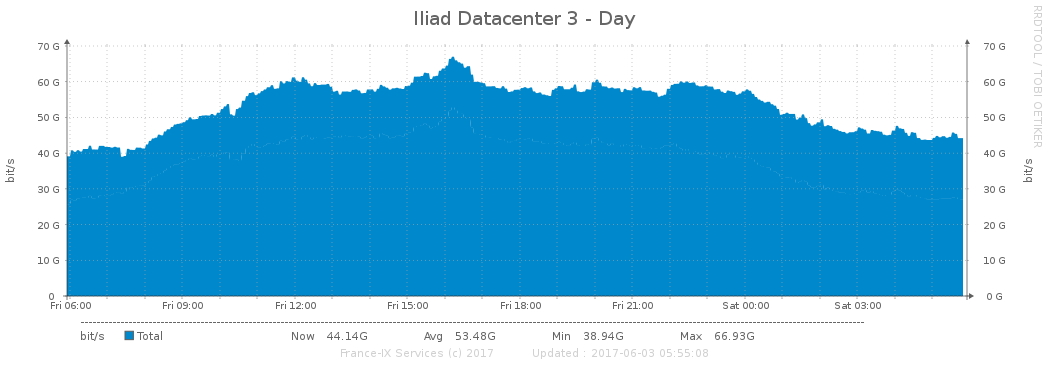 Iliad Datacenter 3 - Day
RRDTOOL / TOBI OETIKER
70 G 70 G
60 G 60 G
50 G 50 G
40 G 40 G
30 G 30 G
20 G 20 G
10 G 10 G
0 0 G
bit/s bit/s
Fri 06:00 Fri 09:00 Fri 12:00 Fri 15:00 Fri 18:00 Fri 21:00 Sat 00:00 Sat 03:00
bit/s Total Now 44.14G Avg 53.48G Min 38.94G Max 66.93G
France-IX Services (c) 2017 Updated : 2017-06-03 05:55:08